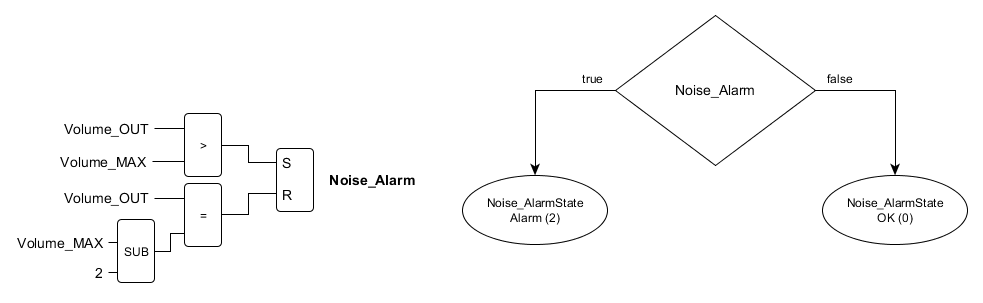 Volume_OUT
>
Volume_MAX
S
R
Noise_Alarm
Volume_OUT
=
Volume_MAX
SUB
2
Noise_Alarm
true
false
Noise_AlarmState
Alarm (2)
Noise_AlarmState
OK (0)